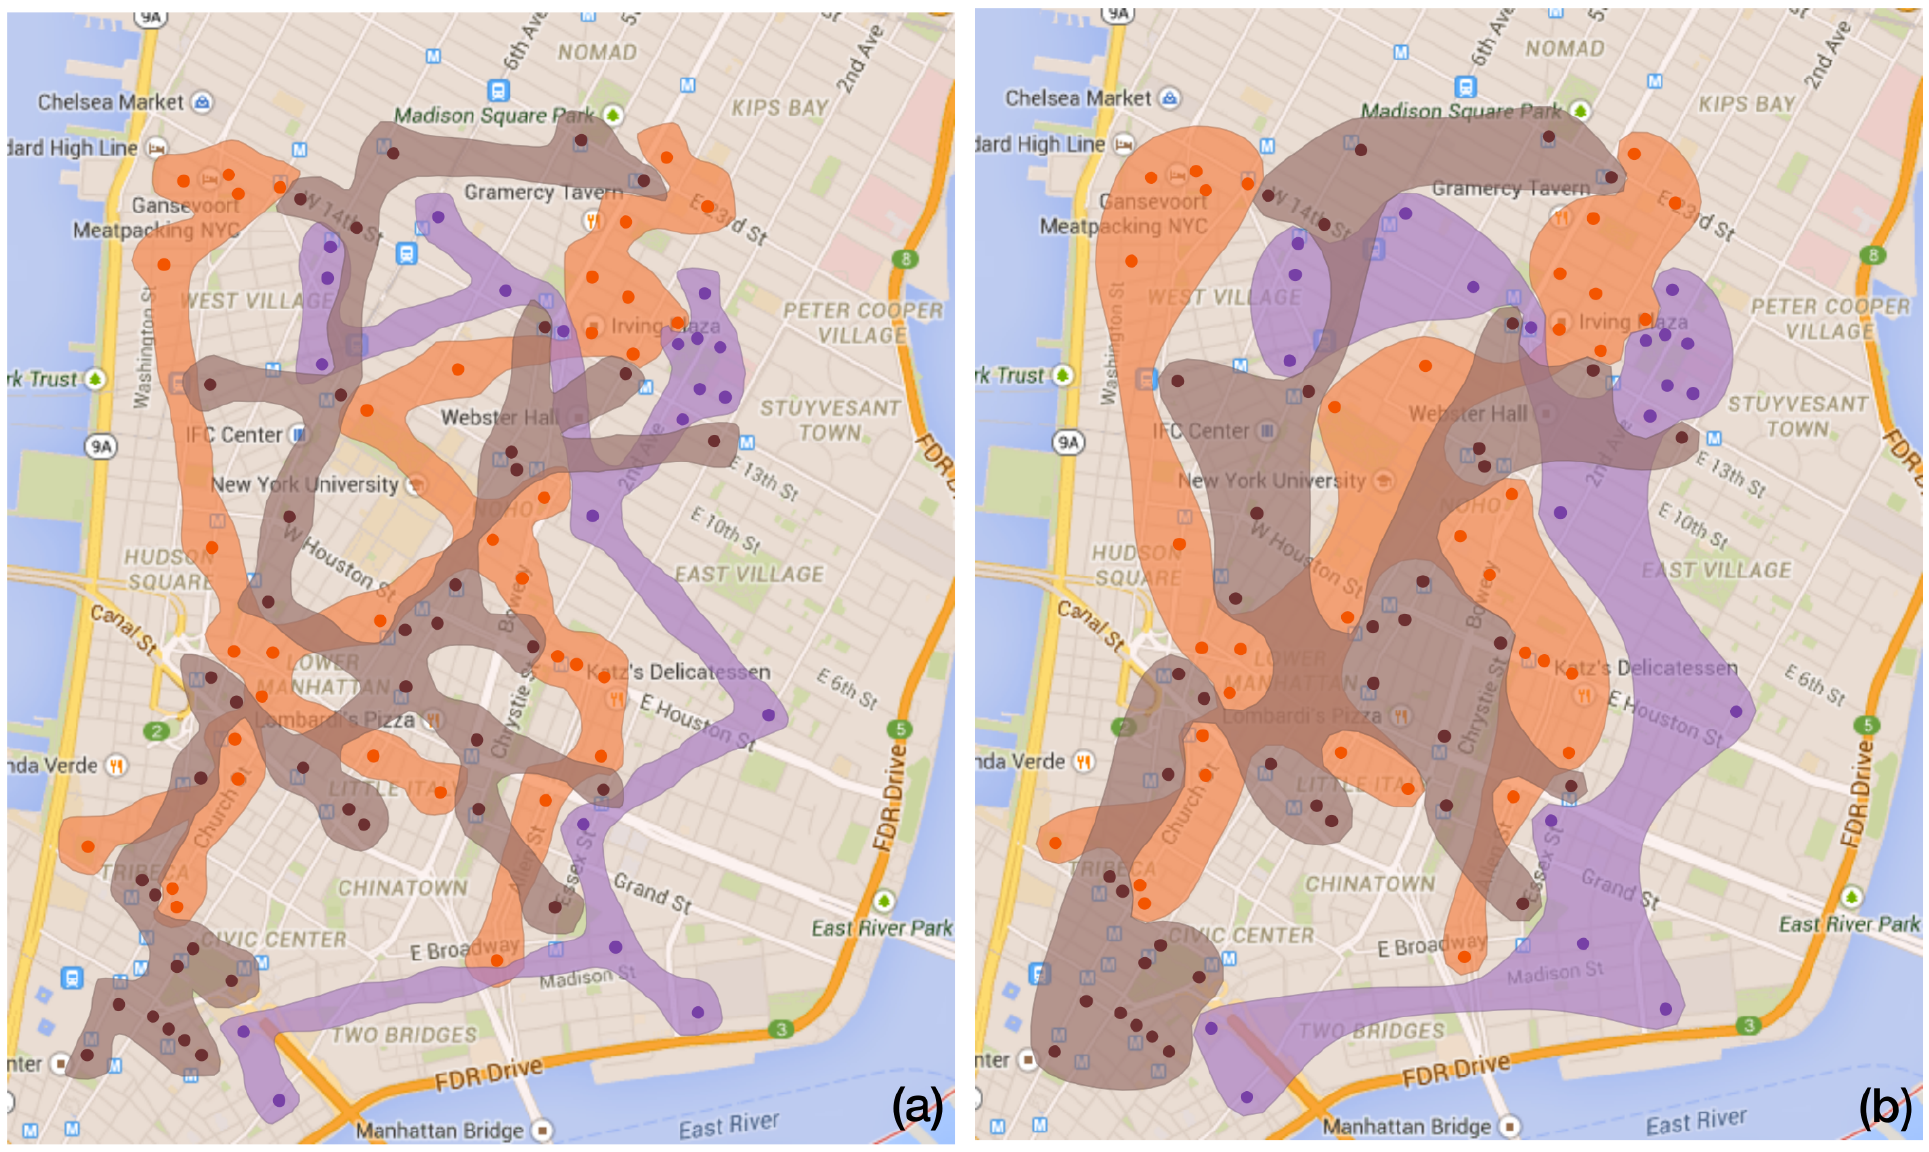 9A
6th Ave
5
NOMAD
2nd Ave
Chelsea Market
Madison Square Park
KIPS BAY
dard High Line
Gramercy Tavern
Gansevoort
Meatpacking NYC
W 14th St
E 23rd St
8
WEST VILLAGE
Washington St
Irving Plaza
PETER COOPER
VILLAGE
rk Trust
Webster Hall
STUYVESANT
TOWN
9A
IFC Center
2nd Ave
FDR
New York University
E 13th St
NOHO
E 10th St
HUDSON
SQUARE
W Houston St
EAST VILLAGE
Canal St
Bowery
LOWER
MANHATTAN
Katz's Delicatessen
E 6th St
2
Lombardi's Pizza
Chrystie St
E Houston St
5
nda Verde
LITTLE ITALY
Church St
FDR Drive
TRIBECA
CHINATOWN
Allen St
Essex St
Grand St
East River Park
CIVIC CENTER
E Broadway
Madison St
TWO BRIDGES
3
nter
FDR Drive
(a)
Manhattan Bridge
East River
9A
6th Ave
5
NOMAD
2nd Ave
Chelsea Market
Madison Square Park
KIPS BAY
dard High Line
Gramercy Tavern
Gansevoort
Meatpacking NYC
W 14th St
E 23rd St
8
WEST VILLAGE
Washington St
Irving Plaza
PETER COOPER
VILLAGE
rk Trust
Webster Hall
STUYVESANT
TOWN
9A
IFC Center
2nd Ave
FDR
New York University
E 13th St
NOHO
E 10th St
HUDSON
SQUARE
W Houston St
EAST VILLAGE
Canal St
Bowery
LOWER
MANHATTAN
Katz's Delicatessen
E 6th St
2
Lombardi's Pizza
Chrystie St
E Houston St
5
nda Verde
LITTLE ITALY
Church St
FDR Drive
TRIBECA
CHINATOWN
Allen St
Essex St
Grand St
East River Park
CIVIC CENTER
E Broadway
Madison St
TWO BRIDGES
3
nter
FDR Drive
(b)
Manhattan Bridge
East River